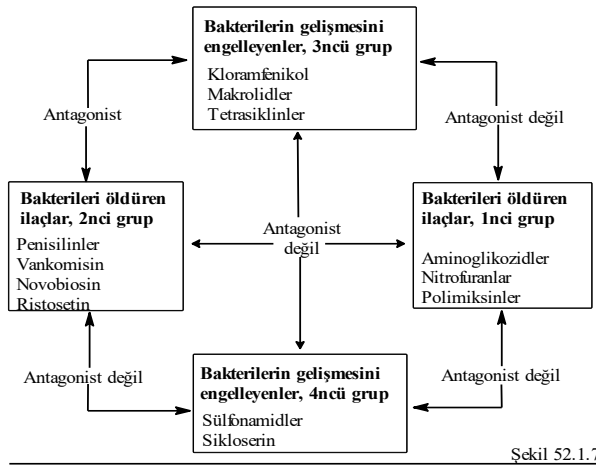 Bakterilerin gelişmesini
engelleyenler, 3ncü grup
Kloramfenikol
Makrolidler
Tetrasiklinler
Antagonist
Antagonist değil
Bakterileri öldüren
ilaçlar, 2nci grup
Penisilinler
Vankomisin
Novobiosin
Ristosetin
Antagonist
değil
Bakterileri öldüren
ilaçlar, 1nci grup
Aminoglikozidler
Nitrofuranlar
Polimiksinler
Antagonist değil
Antagonist değil
Bakterilerin gelişmesini
engelleyenler, 4ncü grup
Sülfonamidler
Sikloserin
Şekil 52.1.7